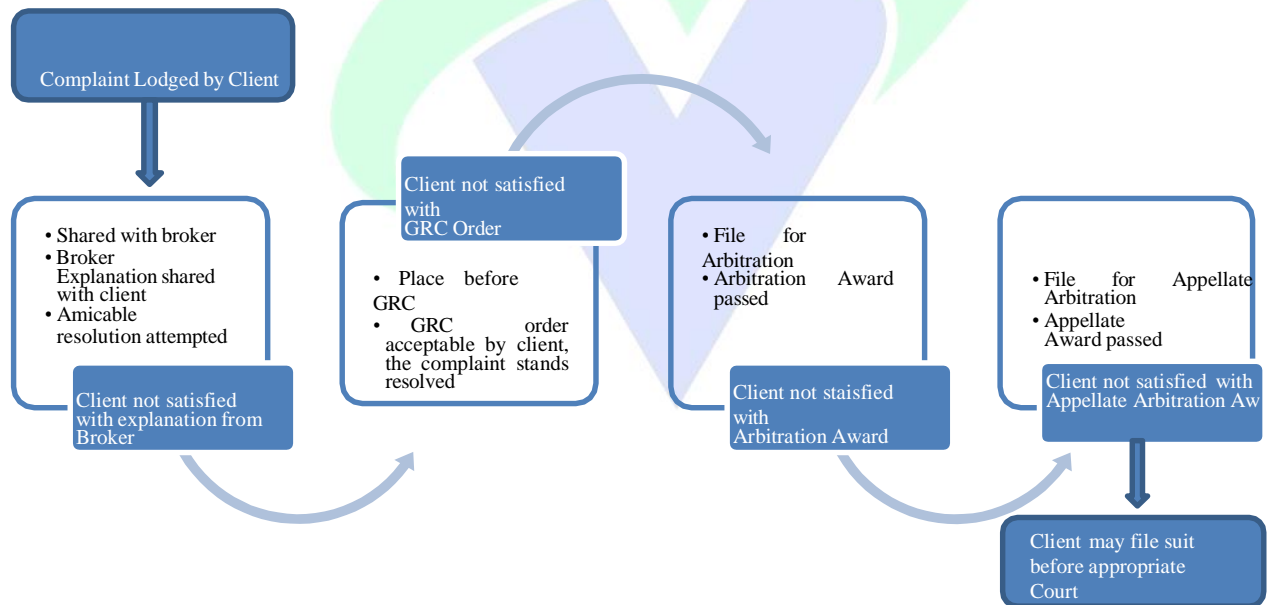 Complaint Lodged by Client
• Shared with broker
• Broker
Explanation shared
with client
• Amicable
resolution attempted
Client not satisfied
with explanation from
Broker
Client not satisfied
with
GRC Order
• Place before
GRC
• GRC order
acceptable by client,
the complaint stands
resolved
• File for
Arbitration
• Arbitration Award
passed
Client not staisfied
with
Arbitration Award
• File for Appellate
Arbitration
• Appellate
Award passed
Client not satisfied with
Appellate Arbitration Aw
Client may file suit
before appropriate
Court